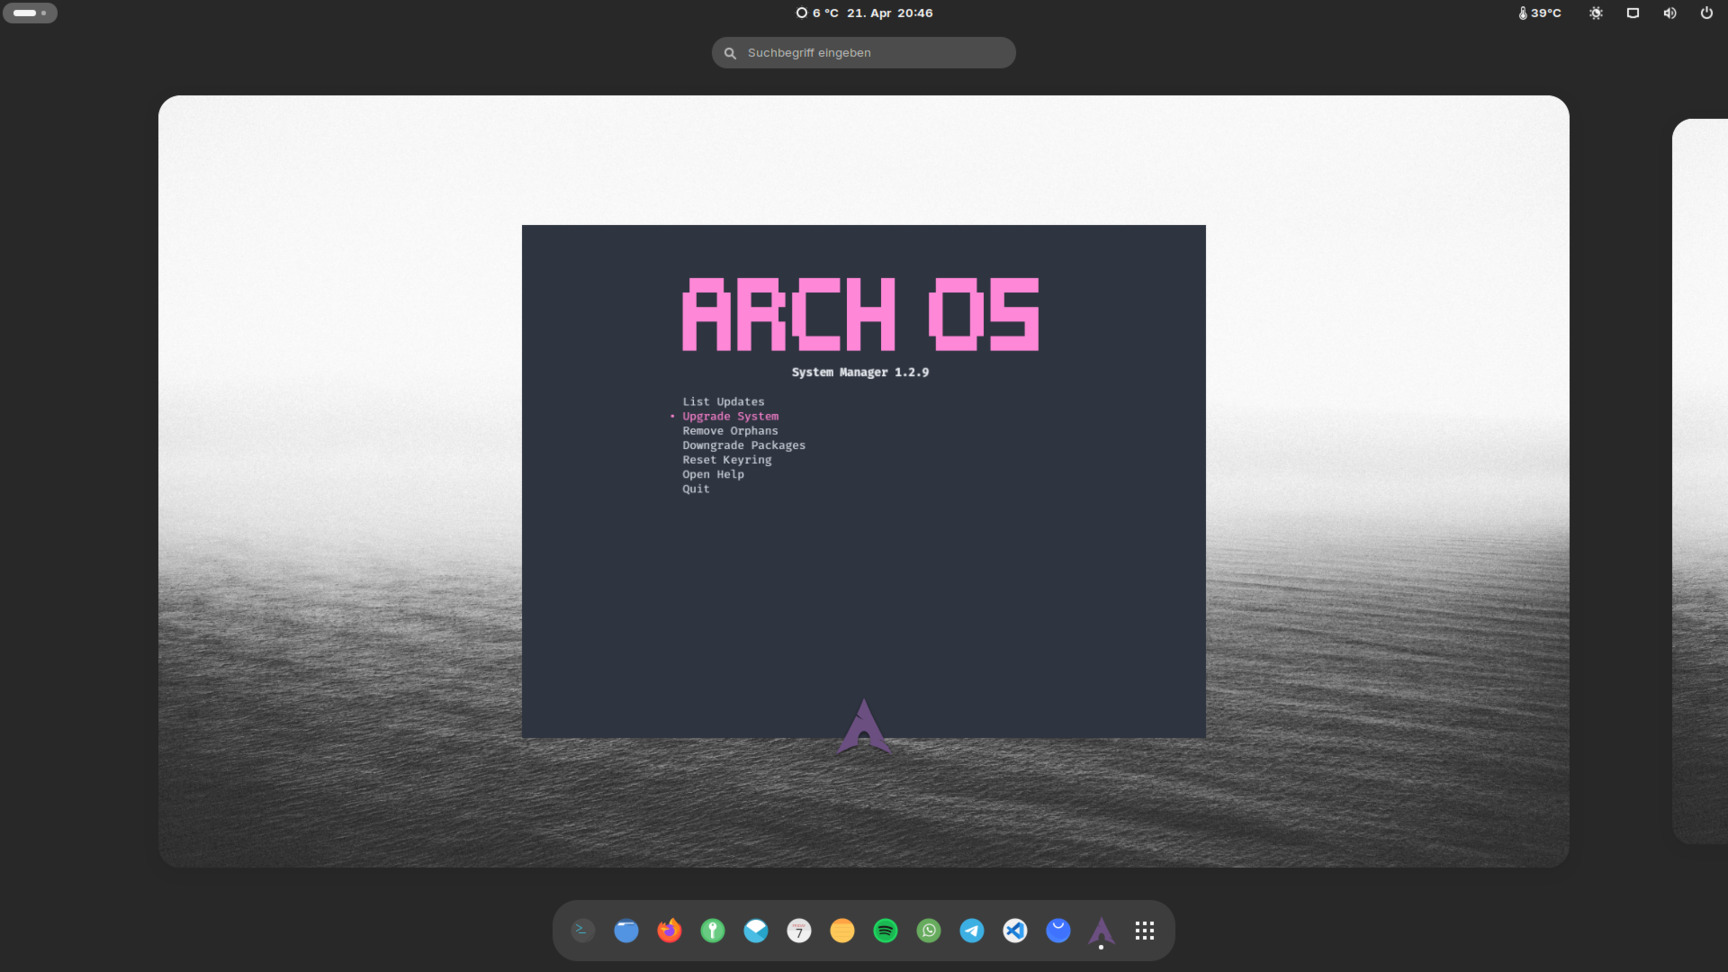 6 °C 21. Apr 20:46
39°C
Suchbegriff eingeben
ARCH OS
System Manager 1.2.9
List Updates
• Upgrade System
Remove Orphans
Downgrade Packages
Reset Keyring
Open Help
Quit
7